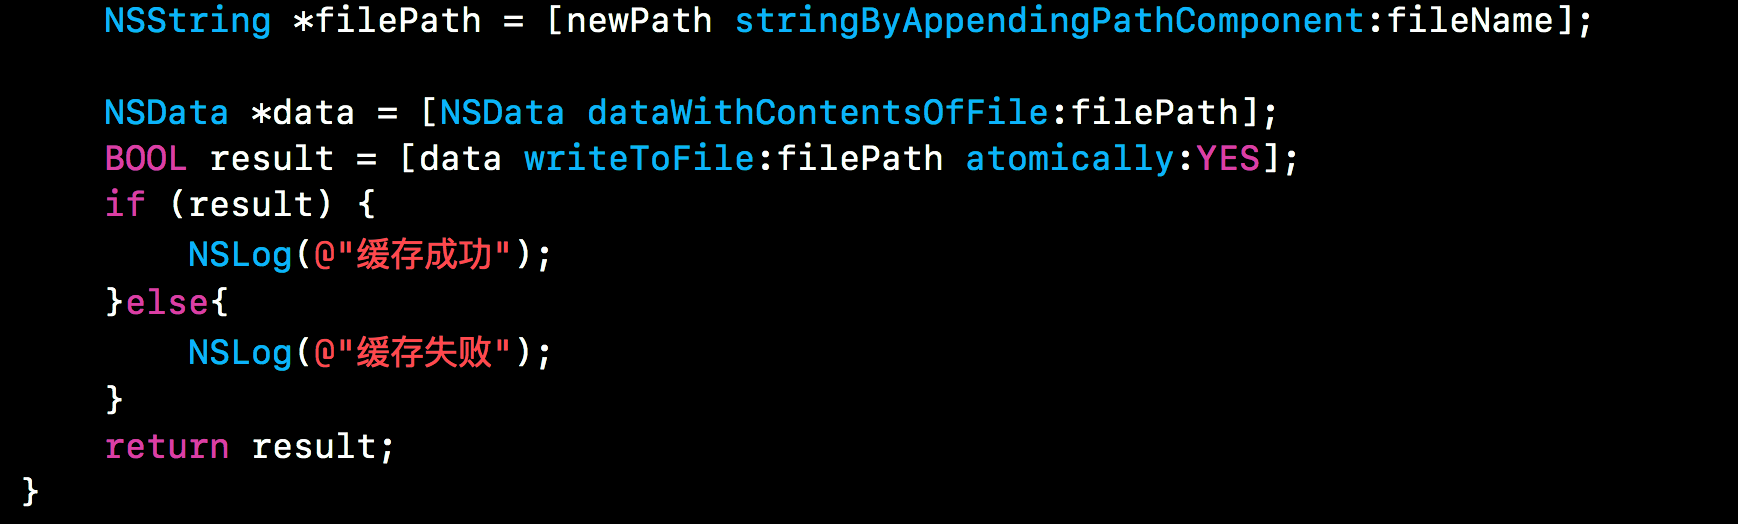 NSString *filePath = [newPath stringByAppendingPathComponent:fileName];
NSData *data = [NSData dataWithContentsOfFile:filePath];
BOOL result = [data writeToFile:filePath atomically:YES];
if (result) {
NSLog(@"缓存成功");
}else{
NSLog(@"缓存失败");
}
return result;
}